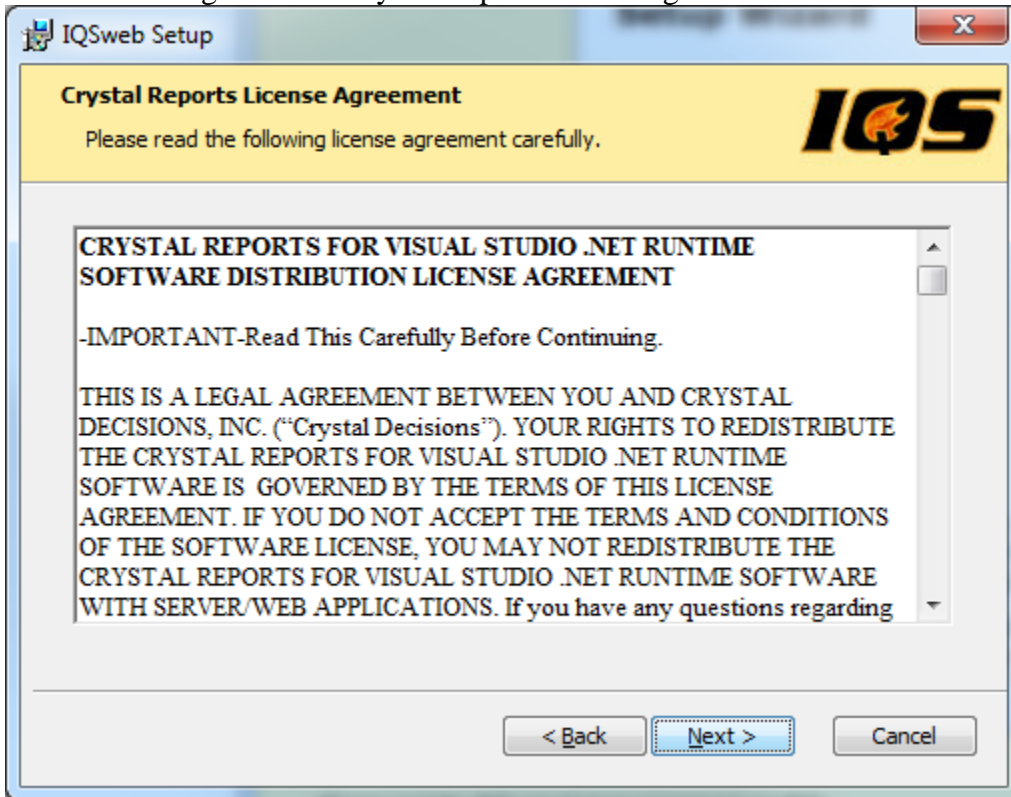 Setup Wizard
IQSweb Setup
Crystal Reports License Agreement
Please read the following license agreement carefully.
IQS
CRYSTAL REPORTS FOR VISUAL STUDIO .NET RUNTIME
SOFTWARE DISTRIBUTION LICENSE AGREEMENT
-IMPORTANT-Read This Carefully Before Continuing.
THIS IS A LEGAL AGREEMENT BETWEEN YOU AND CRYSTAL
DECISIONS, INC. (“Crystal Decisions”). YOUR RIGHTS TO REDISTRIBUTE
THE CRYSTAL REPORTS FOR VISUAL STUDIO .NET RUNTIME
SOFTWARE IS  GOVERNED BY THE TERMS OF THIS LICENSE
AGREEMENT. IF YOU DO NOT ACCEPT THE TERMS AND CONDITIONS
OF THE SOFTWARE LICENSE, YOU MAY NOT REDISTRIBUTE THE
CRYSTAL REPORTS FOR VISUAL STUDIO .NET RUNTIME SOFTWARE
WITH SERVER/WEB APPLICATIONS. If you have any questions regarding
< Back
Next >
Cancel